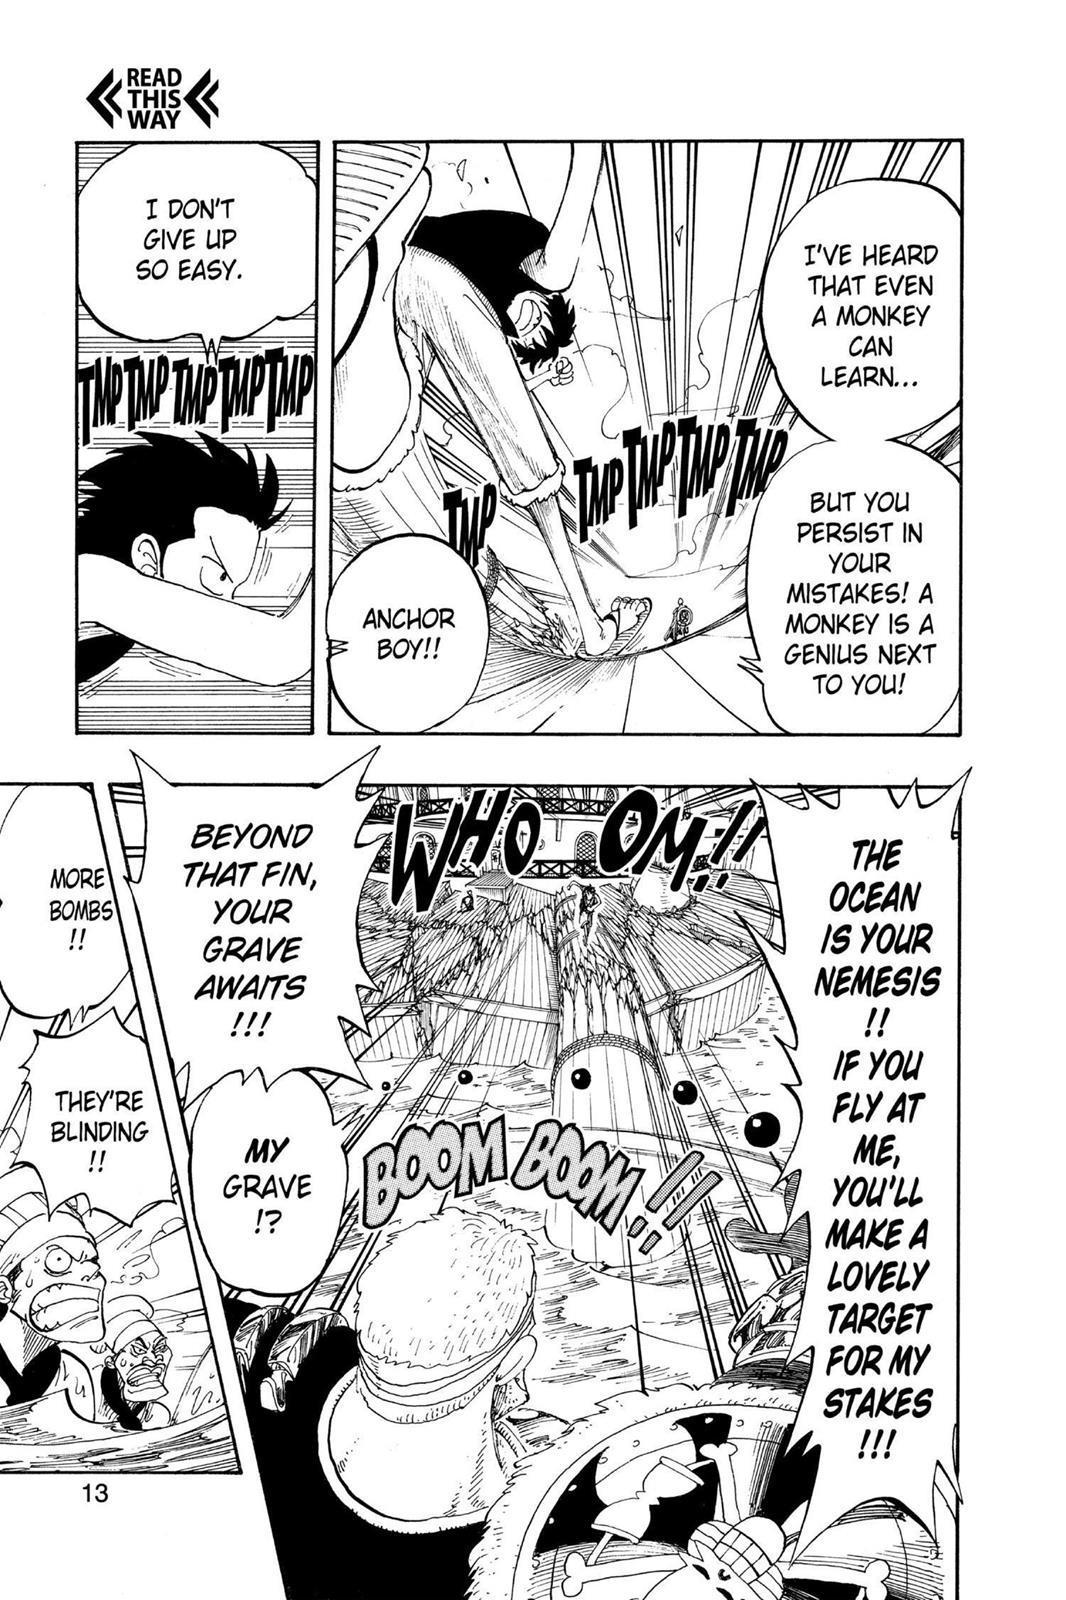 READ
THIS
WAY
I'VE HEARD
THAT EVEN
A MONKEY
CAN
LEARN...
BUT YOU
PERSIST IN
YOUR
MISTAKES! A
MONKEY IS A
GENIUS NEXT
TO YOU!
TMP TMP TMP TMP
TMP
ANCHOR
BOY!!
I DON'T
GIVE UP
SO EASY.
TMP TMP TMP TMP TMP
THE
OCEAN
IS YOUR
NEMESIS
!!
IF YOU
FLY AT
ME,
YOU'LL
MAKE A
LOVELY
TARGET
FOR MY
STAKES
!!!
WHOOOM!!
BOOM BOOM!!
BEYOND
THAT FIN,
YOUR
GRAVE
AWAITS
!!!
MY
GRAVE
!?
MORE
BOMBS
!!
THEY'RE
BLINDING
!!
13